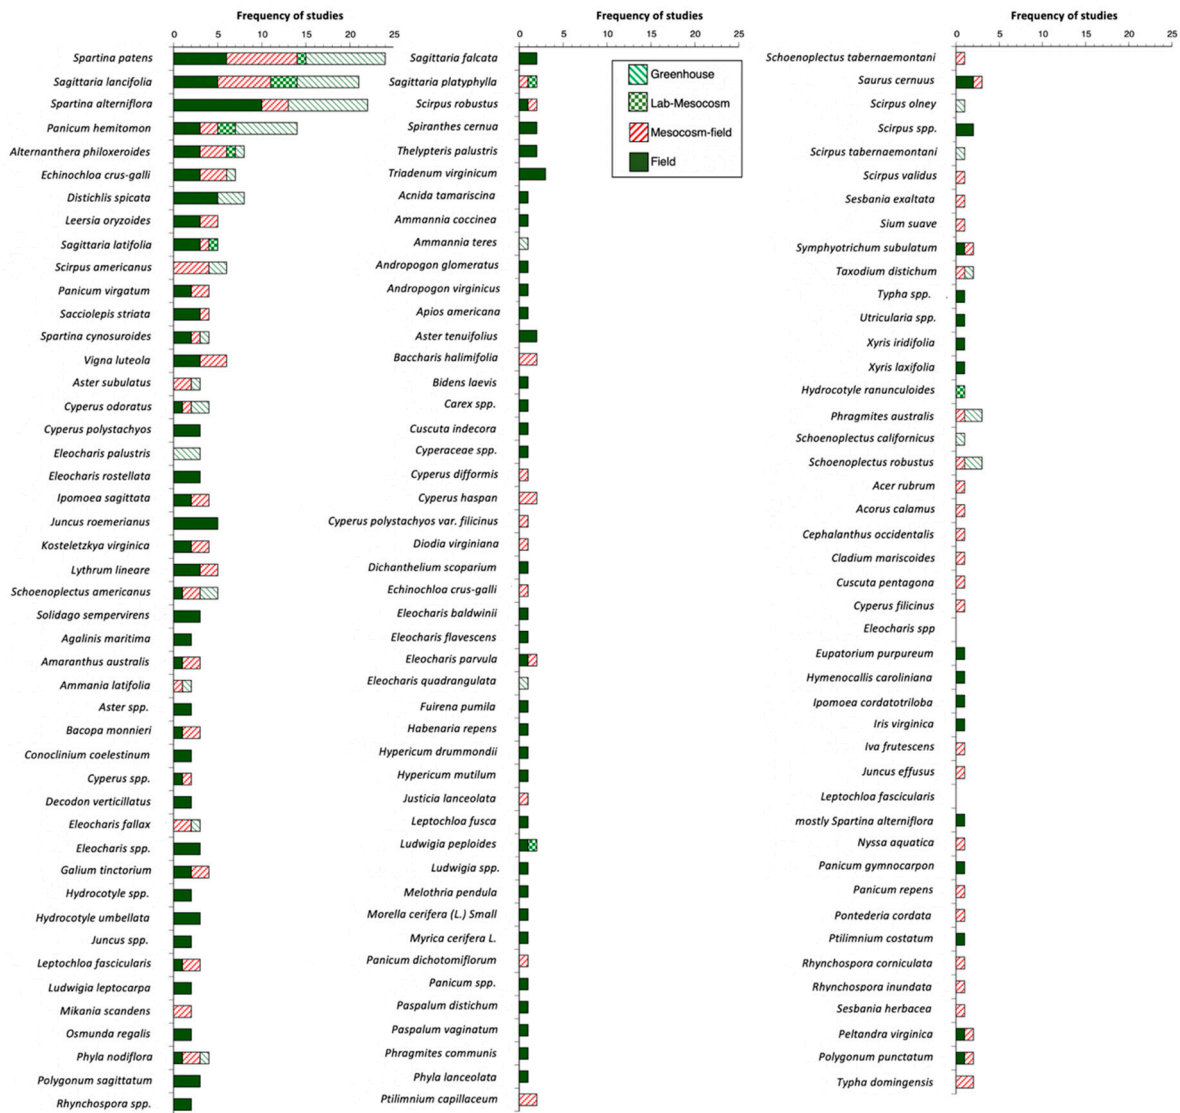 Frequency of studies
0 5 10 15 20 25
Spartina patens
Sagittaria lancifolia
Spartina alterniflora
Panicum hemitomon
Alternanthera philoxeroides
Echinochloa crus-galli
Distichlis spicata
Leersia oryzoides
Sagittaria latifolia
Scirpus americanus
Panicum virgatum
Sacciolepis striata
Spartina cynosuroides
Vigna luteola
Aster subulatus
Cyperus odoratus
Cyperus polystachyos
Eleocharis palustris
Eleocharis rostellata
Ipomoea sagittata
Juncus roemerianus
Kosteletzkya virginica
Lythrum lineare
Schoenoplectus americanus
Solidago sempervirens
Agalinis maritima
Amaranthus australis
Ammania latifolia
Aster spp.
Bacopa monnieri
Conoclinium coelestinum
Cyperus spp.
Decodon verticillatus
Eleocharis fallax
Eleocharis spp.
Galium tinctorium
Hydrocotyle spp.
Hydrocotyle umbellata
Juncus spp.
Leptochloa fascicularis
Ludwigia leptocarpa
Mikania scandens
Osmunda regalis
Phyla nodiflora
Polygonum sagittatum
Rhynchospora spp.
Frequency of studies
0 5 10 15 20 25
Sagittaria falcata
Sagittaria platyphylla
Scirpus robustus
Spiranthes cernua
Thelypteris palustris
Triadenum virginicum
Acnida tamariscina
Ammannia coccinea
Ammannia teres
Andropogon glomeratus
Andropogon virginicus
Apios americana
Aster tenuifolius
Baccharis halimifolia
Bidens laevis
Carex spp.
Cuscuta indecora
Cyperaceae spp.
Cyperus difformis
Cyperus haspan
Cyperus polystachyos var. filicinus
Diodia virginiana
Dichanthelium scoparium
Echinochloa crus-galli
Eleocharis baldwinii
Eleocharis flavescens
Eleocharis parvula
Eleocharis quadrangulata
Fuirena pumila
Habenaria repens
Hypericum drummondii
Hypericum mutilum
Justicia lanceolata
Leptochloa fusca
Ludwigia peploides
Ludwigia spp.
Melothria pendula
Morella cerifera (L.) Small
Myrica cerifera L.
Panicum dichotomiflorum
Panicum spp.
Paspalum distichum
Paspalum vaginatum
Phragmites communis
Phyla lanceolata
Ptilimnium capillaceum
Greenhouse
Lab-Mesocosm
Mesocosm-field
Field
Frequency of studies
0 5 10 15 20 25
Schoenoplectus tabernaemontani
Saurus cernuus
Scirpus olney
Scirpus spp.
Scirpus tabernaemontani
Scirpus validus
Sesbania exaltata
Sium suave
Symphyotrichum subulatum
Taxodium distichum
Typha spp.
Utricularia spp.
Xyris iridifolia
Xyris laxifolia
Hydrocotyle ranunculoides
Phragmites australis
Schoenoplectus californicus
Schoenoplectus robustus
Acer rubrum
Acorus calamus
Cephalanthus occidentalis
Cladium mariscoides
Cuscuta pentagona
Cyperus filicinus
Eleocharis spp
Eupatorium purpureum
Hymenocallis caroliniana
Ipomoea cordatotriloba
Iris virginica
Iva frutescens
Juncus effusus
Leptochloa fascicularis
mostly Spartina alterniflora
Nyssa aquatica
Panicum gymnocarpon
Panicum repens
Pontederia cordata
Ptilimnium costatum
Rhynchospora corniculata
Rhynchospora inundata
Sesbania herbacea
Peltandra virginica
Polygonum punctatum
Typha domingensis